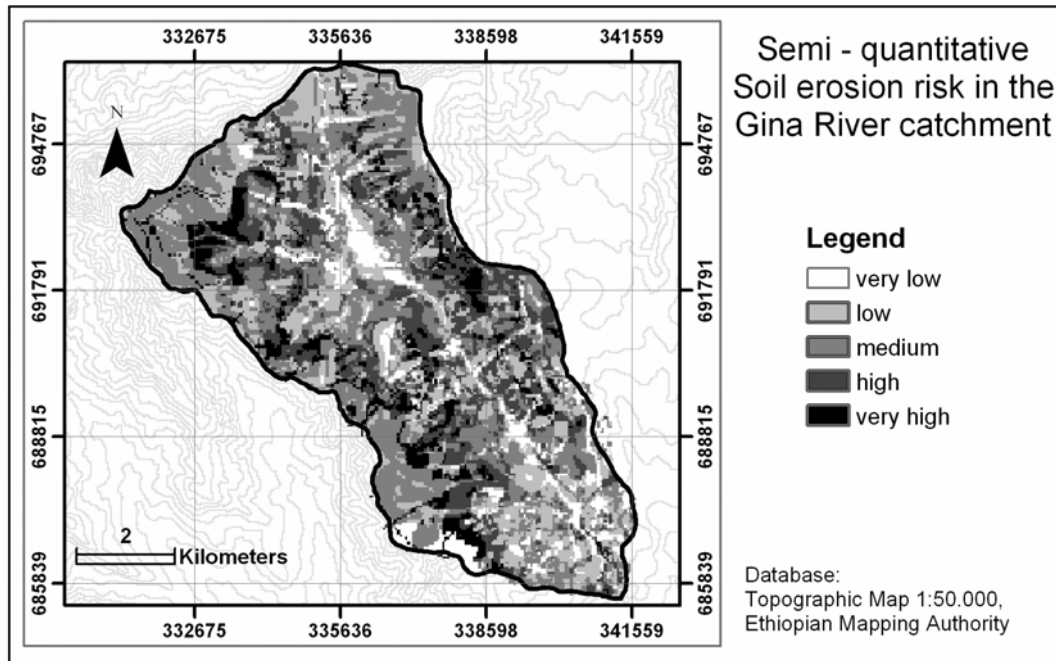 332675 335636 338598 341559
Semi - quantitative
Soil erosion risk in the
Gina River catchment
N
694767 694767
Legend
very low
691791 691791
low
medium
high
very high
688815 688815
2
Kilometers
685839 685839
Database:
Topographic Map 1:50.000,
Ethiopian Mapping Authority
332675 335636 338598 341559